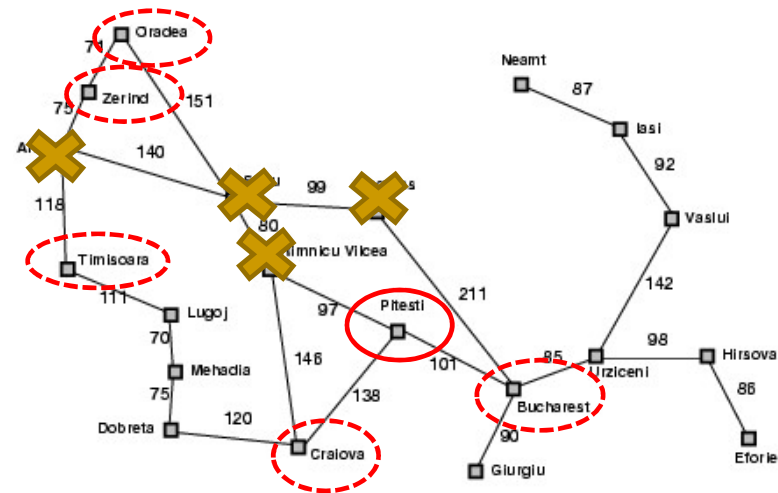 Oradea
Neamt
71
87
Zerind
151
75
Iasi
140
92
99
118
80
Vaslui
Timisoara
111
211
142
Lugoj
97
Pitesti
70
98
146
101
85
Hirsova
Urziceni
Mehadia
138
86
75
Bucharest
120
Dobreta
90
Craiova
Eforie
Giurgiu